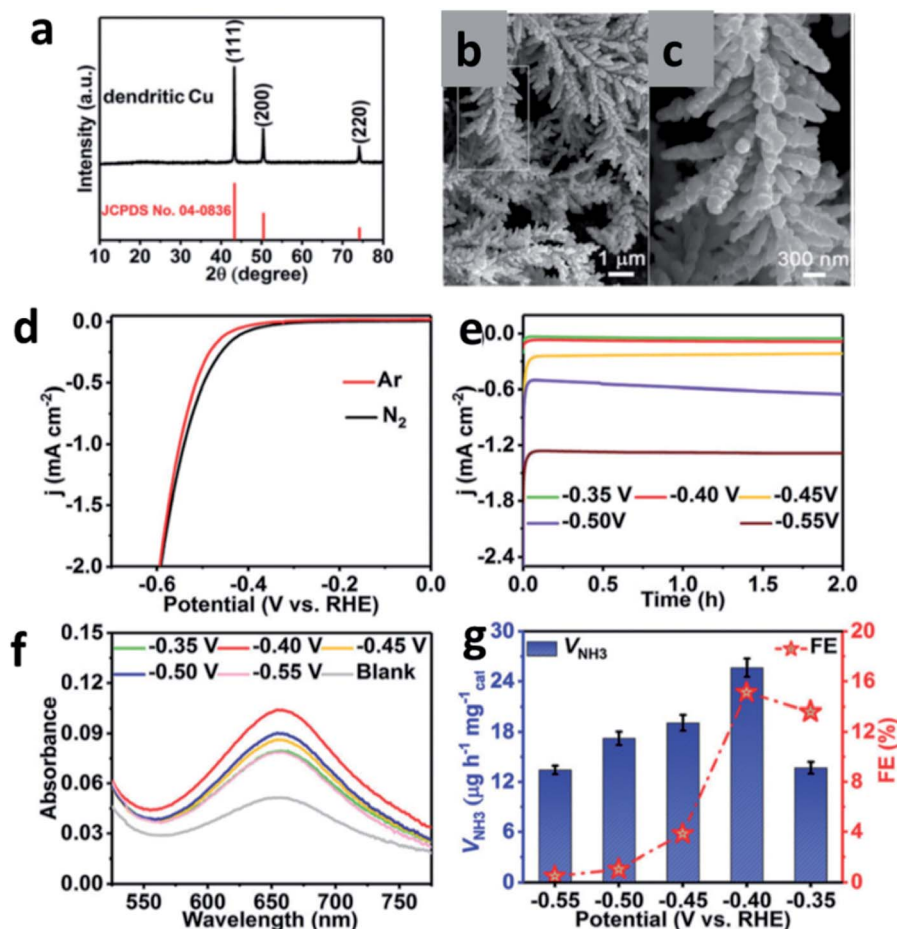 a
Intensity (a.u.)
(111)
(200)
(220)
dendritic Cu
JCPDS No. 04-0836
10 20 30 40 50 60 70 80
2θ (degree)
b
1 μm
c
300 nm
d
j (mA cm⁻²)
0.0
-0.5
-1.0
-1.5
-2.0
Ar
N₂
-0.6 -0.4 -0.2 0.0
Potential (V vs. RHE)
e
j (mA cm⁻²)
0.0
-0.6
-1.2
-1.8
-2.4
-0.35 V -0.40 V -0.45V
-0.50V -0.55V
0.0 0.5 1.0 1.5 2.0
Time (h)
f
Absorbance
0.15
0.12
0.09
0.06
0.03
0.00
-0.35 V -0.40 V -0.45 V
-0.50 V -0.55 V Blank
550 600 650 700 750
Wavelength (nm)
g
V_NH3 (μg h⁻¹ mg⁻¹_cat)
30
24
18
12
6
0
V_NH3 FE
20
16
12
8
4
0
FE (%)
-0.55 -0.50 -0.45 -0.40 -0.35
Potential (V vs. RHE)